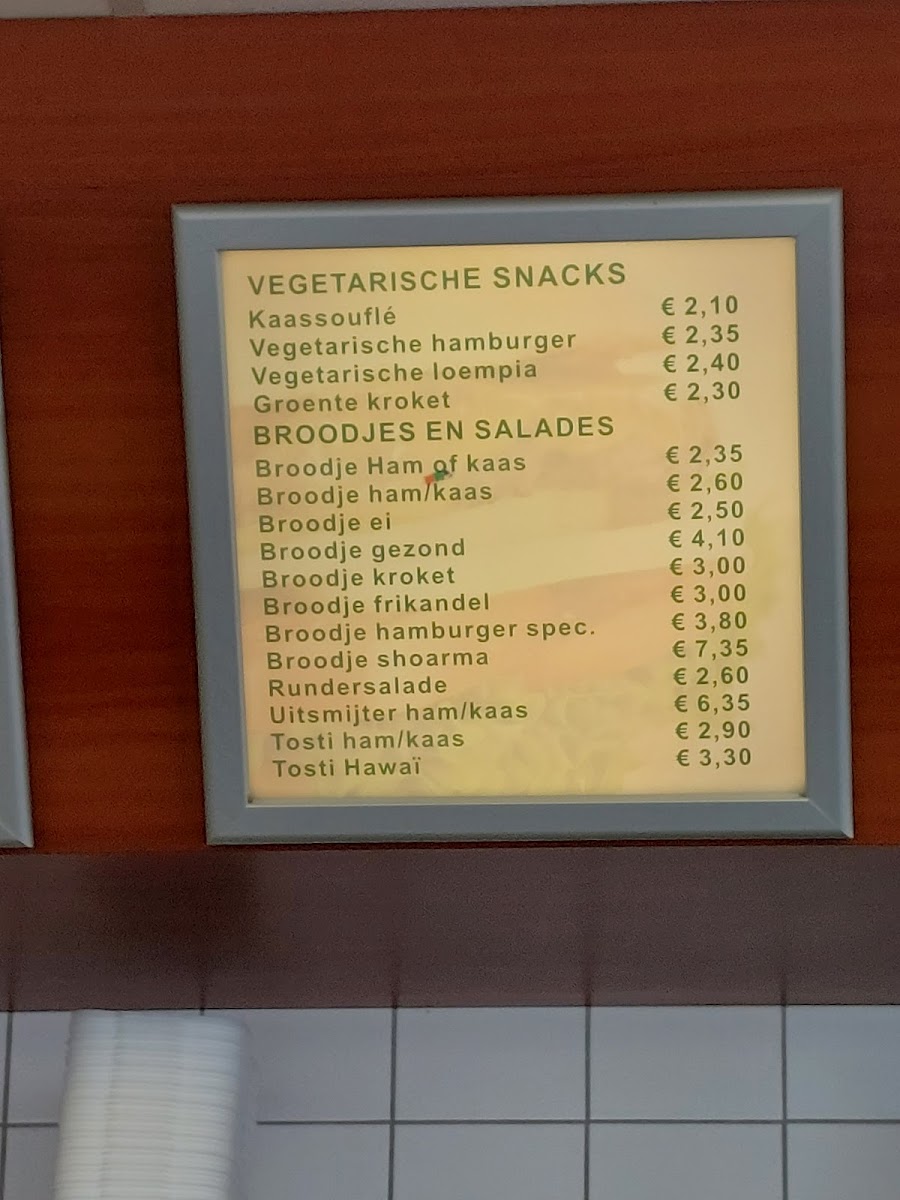 VEGETARISCHE SNACKS
Kaassouflé € 2,10
Vegetarische hamburger € 2,35
Vegetarische loempia € 2,40
Groente kroket € 2,30
BROODJES EN SALADES
Broodje Ham of kaas € 2,35
Broodje ham/kaas € 2,60
Broodje ei € 2,50
Broodje gezond € 4,10
Broodje kroket € 3,00
Broodje frikandel € 3,00
Broodje hamburger spec. € 3,80
Broodje shoarma € 7,35
Rundersalade € 2,60
Uitsmijter ham/kaas € 6,35
Tosti ham/kaas € 2,90
Tosti Hawaï € 3,30